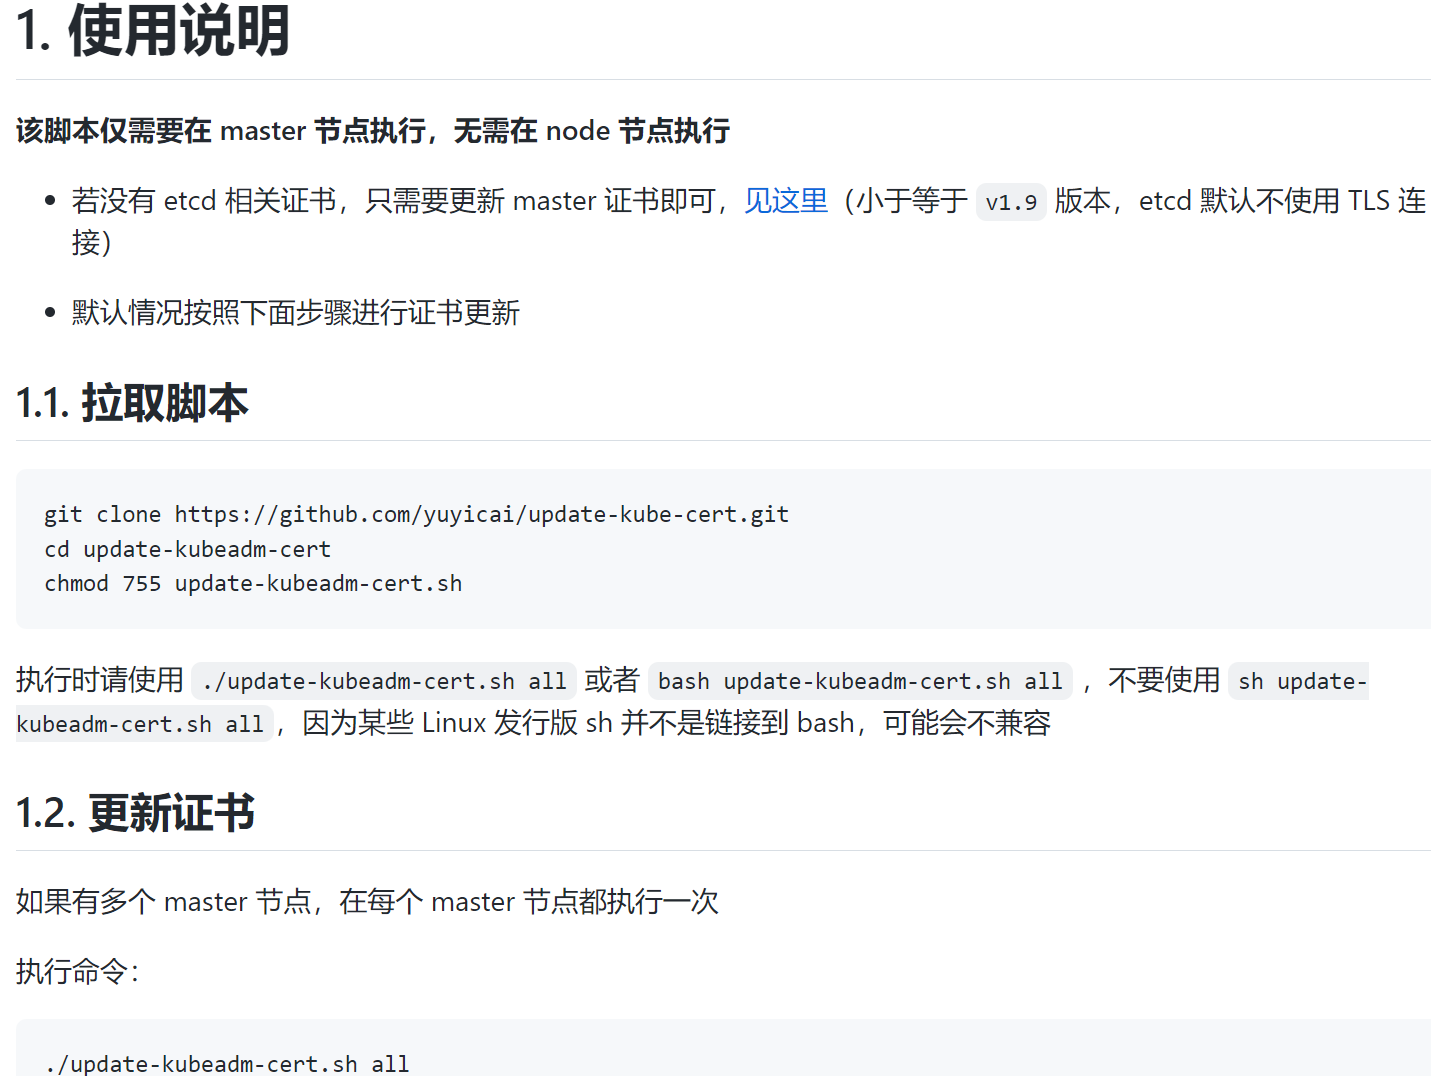 1. 使用说明
该脚本仅需要在 master 节点执行，无需在 node 节点执行
若没有 etcd 相关证书，只需要更新 master 证书即可，见这里（小于等于 v1.9 版本，etcd 默认不使用 TLS 连
接）
默认情况按照下面步骤进行证书更新
1.1. 拉取脚本
git clone https://github.com/yuyicai/update-kube-cert.git
cd update-kubeadm-cert
chmod 755 update-kubeadm-cert.sh
执行时请使用 ./update-kubeadm-cert.sh all 或者 bash update-kubeadm-cert.sh all ，不要使用 sh update-
kubeadm-cert.sh all，因为某些 Linux 发行版 sh 并不是链接到 bash，可能会不兼容
1.2. 更新证书
如果有多个 master 节点，在每个 master 节点都执行一次
执行命令：
./update-kubeadm-cert.sh all